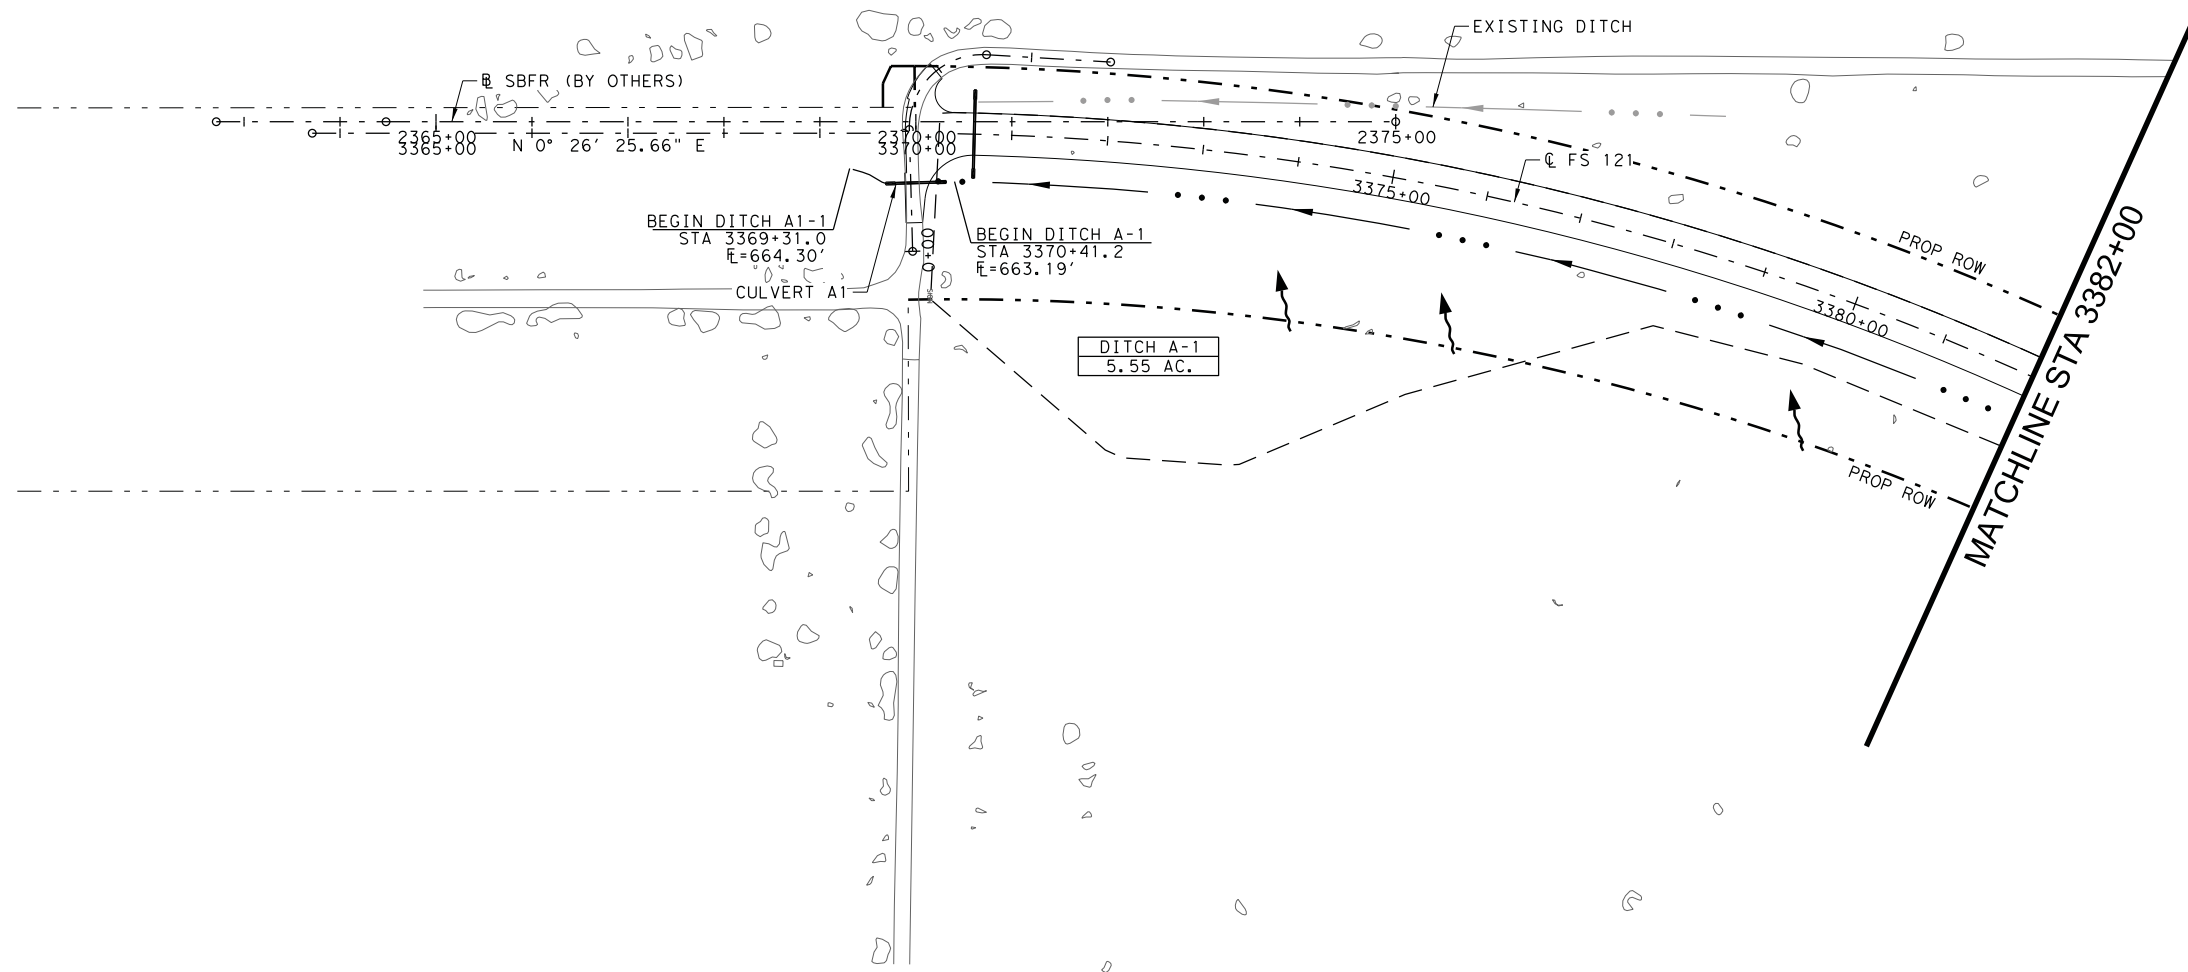 EXISTING DITCH
℄ SBFR (BY OTHERS)
2365+00
3365+00
N 0° 26' 25.66" E
2370+00
3370+00
2375+00
℄ FS 121
3375+00
BEGIN DITCH A1-1
STA 3369+31.0
FL=664.30'
CULVERT A1
0+00
BEGIN DITCH A-1
STA 3370+41.2
FL=663.19'
PROP ROW
3380+00
DITCH A-1
5.55 AC.
PROP ROW
MATCHLINE STA 3382+00